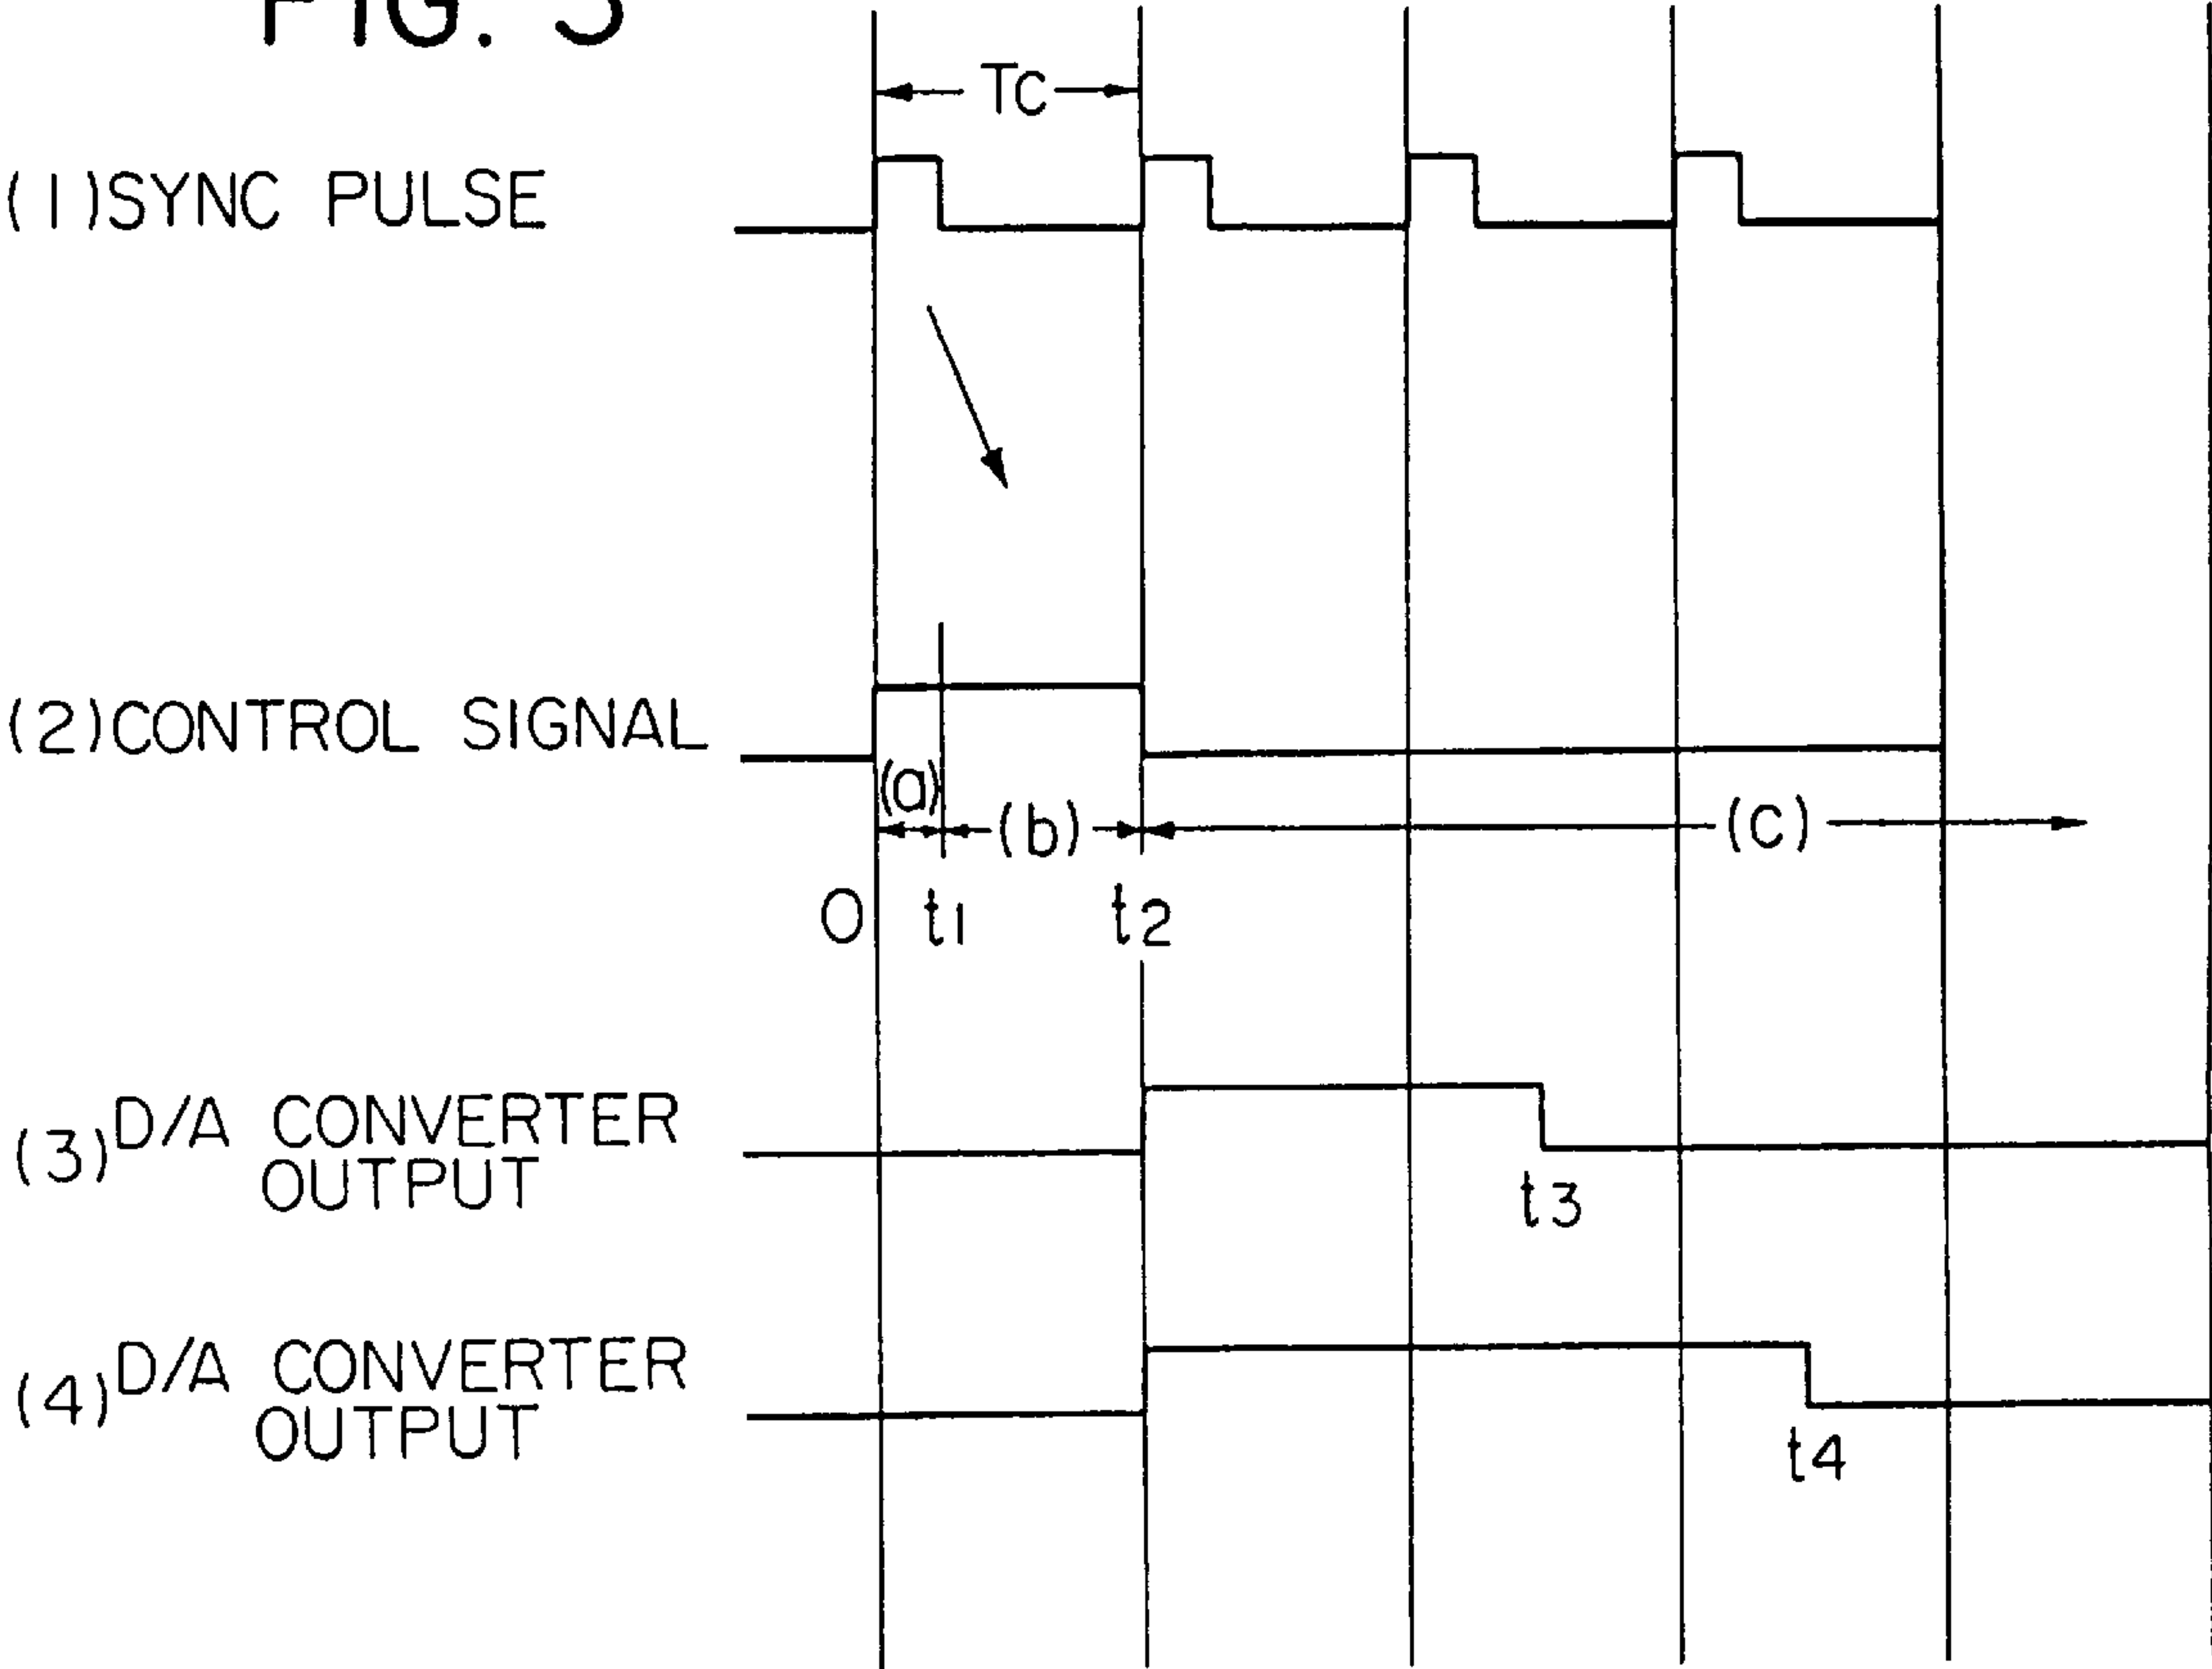 FIG. 5
Tc
(1)SYNC PULSE
(2)CONTROL SIGNAL
(a)
(b)
(c)
0
t1
t2
(3)D/A CONVERTER
OUTPUT
t3
(4)D/A CONVERTER
OUTPUT
t4